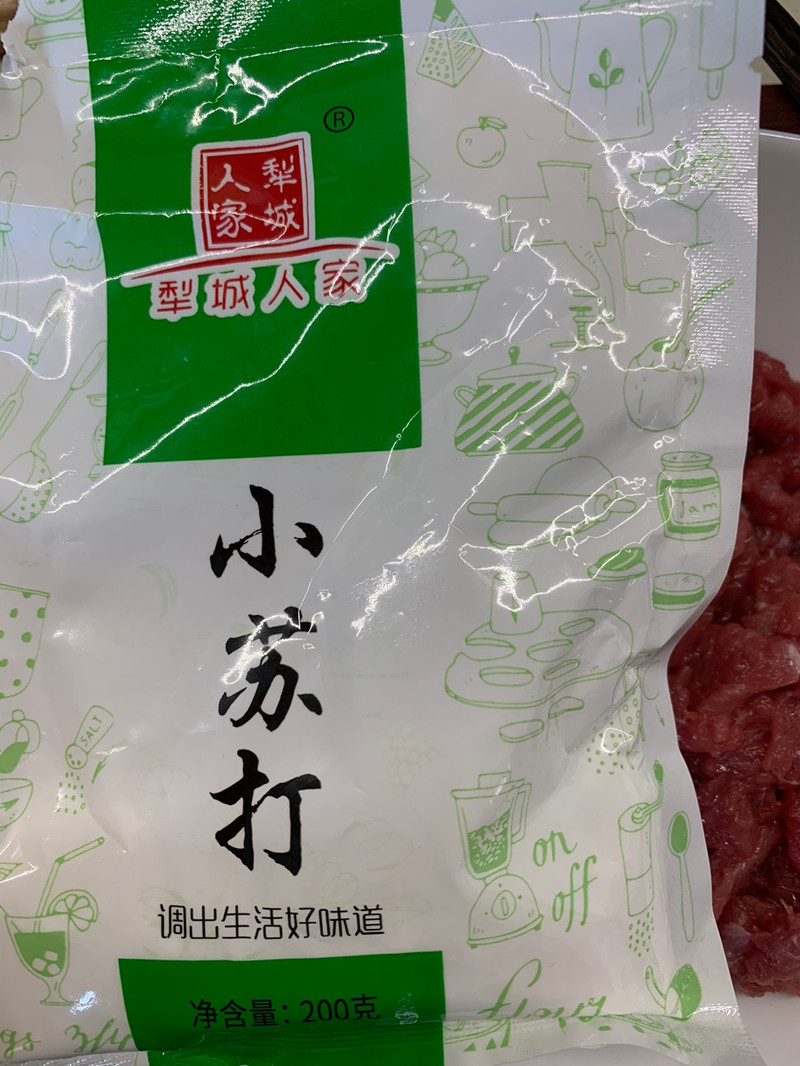 ®
犁城
人家
犁城人家
小
苏
打
调出生活好味道
净含量：200克
Jam
SALT
on
off